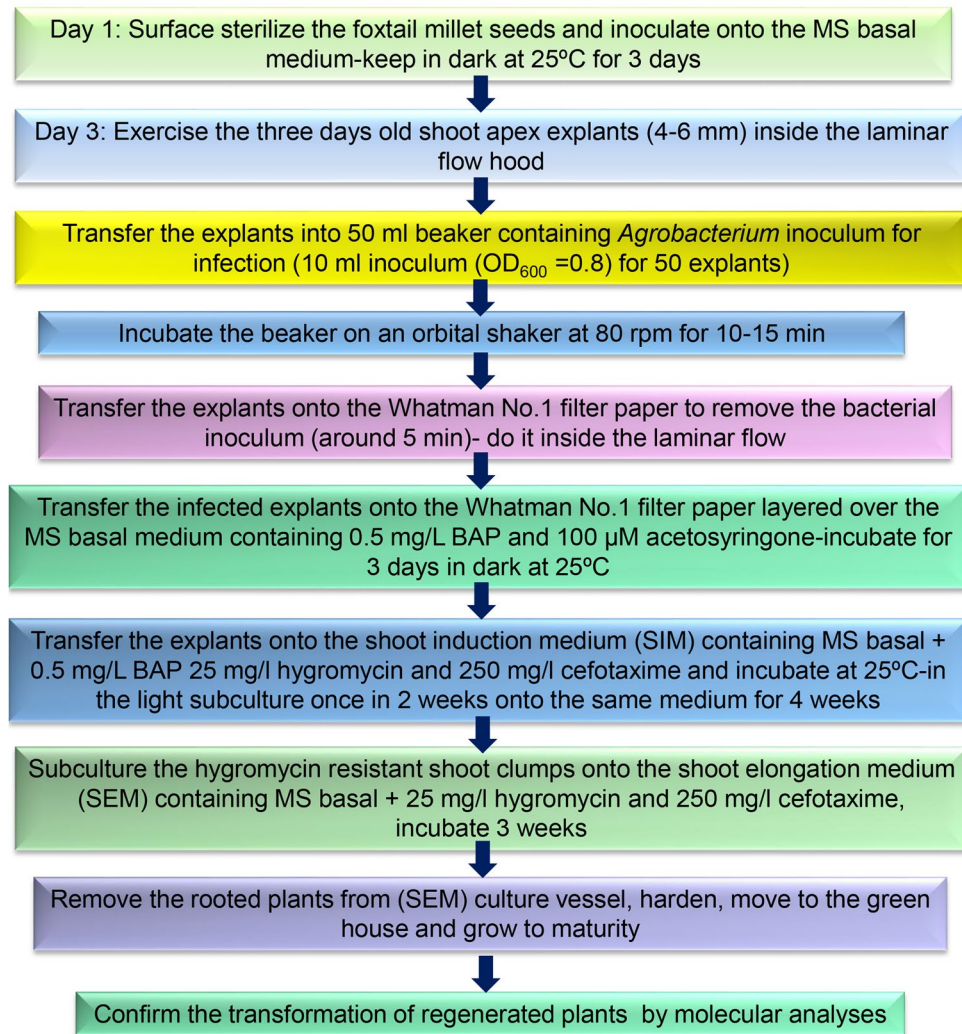 Day 1: Surface sterilize the foxtail millet seeds and inoculate onto the MS basal
medium-keep in dark at 25ºC for 3 days
Day 3: Exercise the three days old shoot apex explants (4-6 mm) inside the laminar
flow hood
Transfer the explants into 50 ml beaker containing Agrobacterium inoculum for
infection (10 ml inoculum (OD₆₀₀ =0.8) for 50 explants)
Incubate the beaker on an orbital shaker at 80 rpm for 10-15 min
Transfer the explants onto the Whatman No.1 filter paper to remove the bacterial
inoculum (around 5 min)- do it inside the laminar flow
Transfer the infected explants onto the Whatman No.1 filter paper layered over the
MS basal medium containing 0.5 mg/L BAP and 100 µM acetosyringone-incubate for
3 days in dark at 25ºC
Transfer the explants onto the shoot induction medium (SIM) containing MS basal +
0.5 mg/L BAP 25 mg/l hygromycin and 250 mg/l cefotaxime and incubate at 25ºC-in
the light subculture once in 2 weeks onto the same medium for 4 weeks
Subculture the hygromycin resistant shoot clumps onto the shoot elongation medium
(SEM) containing MS basal + 25 mg/l hygromycin and 250 mg/l cefotaxime,
incubate 3 weeks
Remove the rooted plants from (SEM) culture vessel, harden, move to the green
house and grow to maturity
Confirm the transformation of regenerated plants by molecular analyses